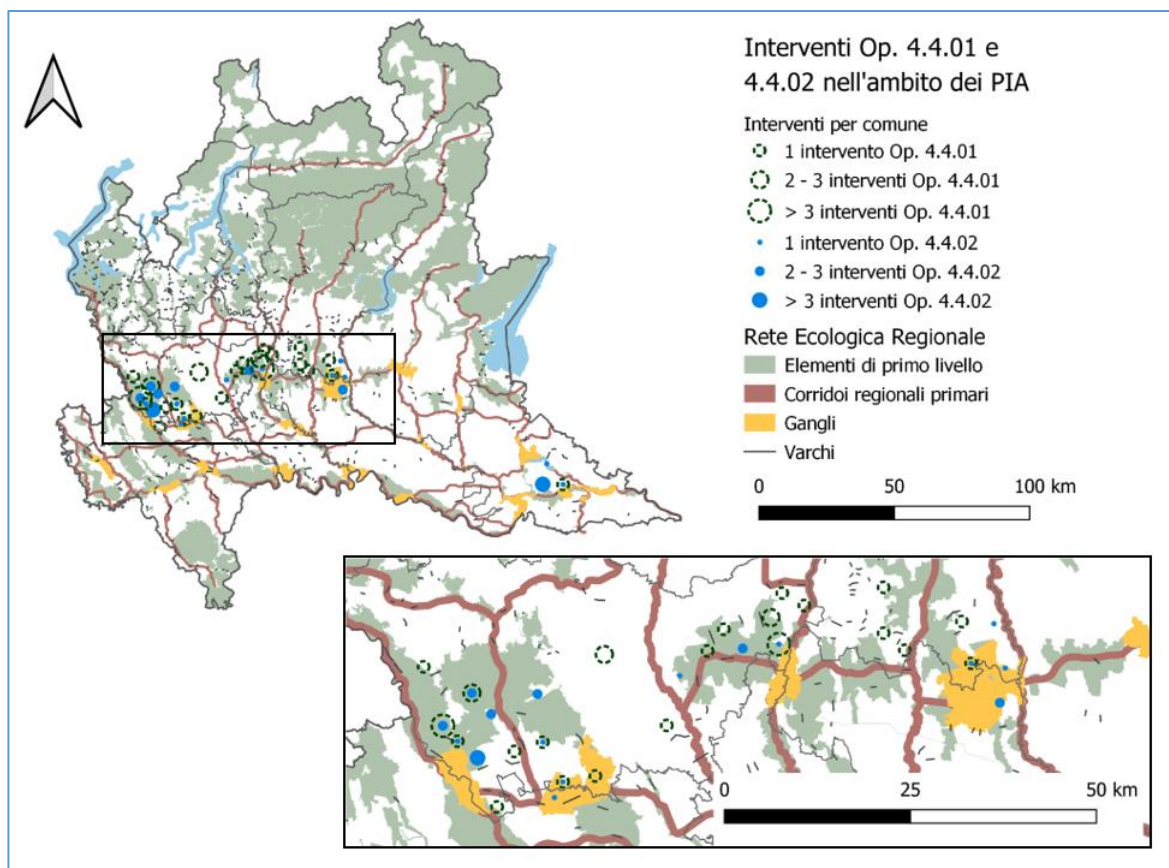 Interventi Op. 4.4.01 e
4.4.02 nell'ambito dei PIA
Interventi per comune
1 intervento Op. 4.4.01
2 - 3 interventi Op. 4.4.01
> 3 interventi Op. 4.4.01
1 intervento Op. 4.4.02
2 - 3 interventi Op. 4.4.02
> 3 interventi Op. 4.4.02
Rete Ecologica Regionale
Elementi di primo livello
Corridoi regionali primari
Gangli
Varchi
0 50 100 km
0 25 50 km